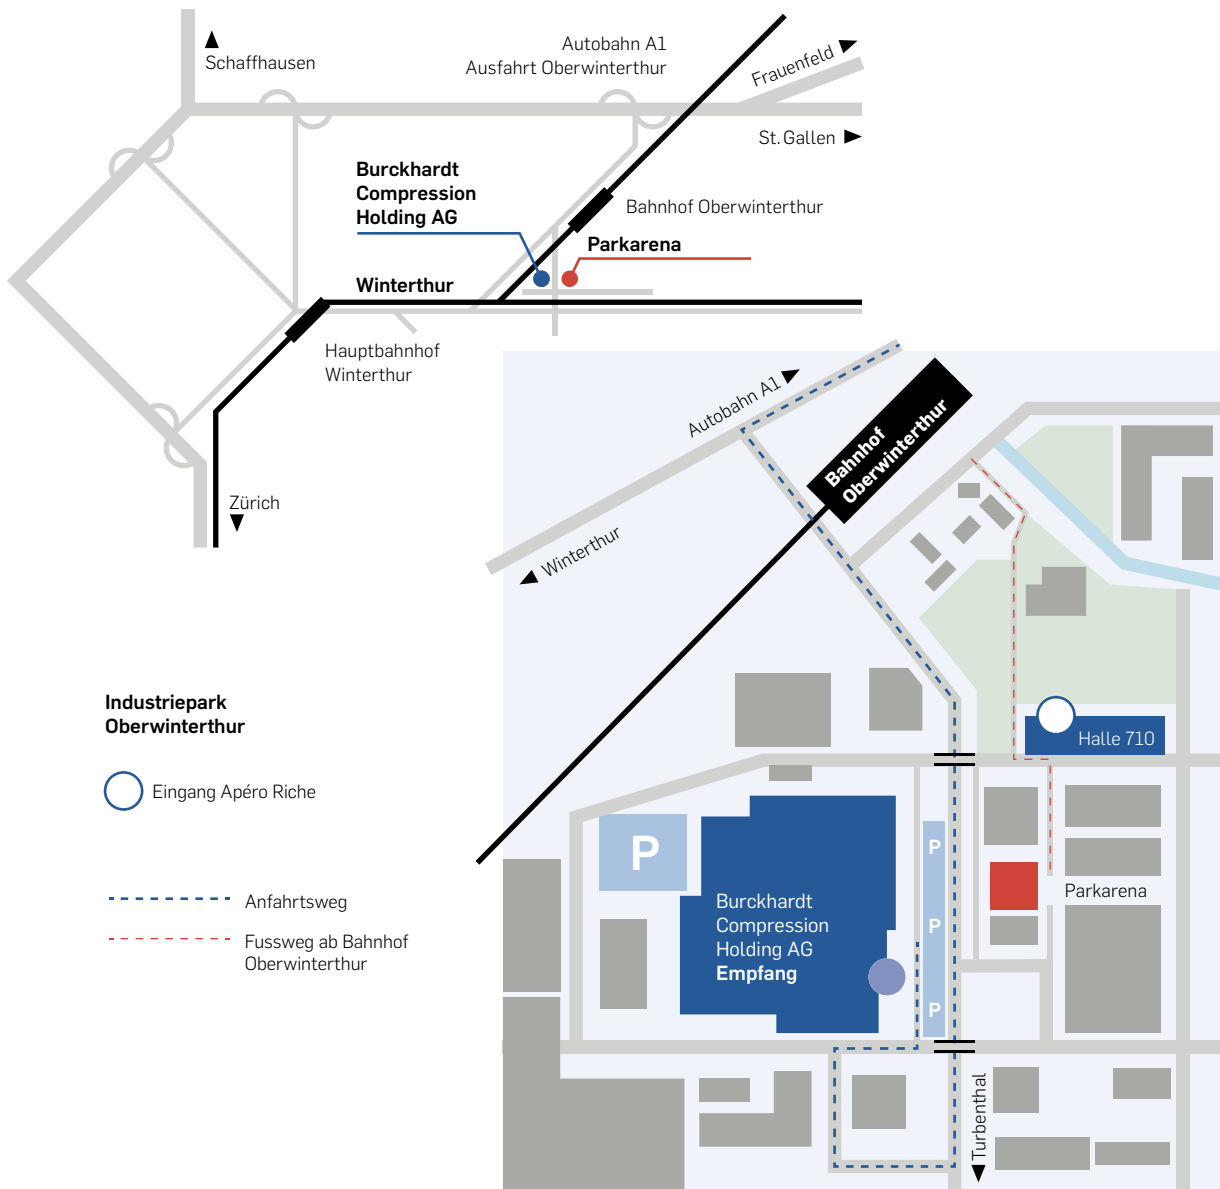 Schaffhausen
Autobahn A1
Ausfahrt Oberwinterthur
Frauenfeld
St. Gallen
Burckhardt
Compression
Holding AG
Bahnhof Oberwinterthur
Parkarena
Winterthur
Hauptbahnhof
Winterthur
Zürich
Autobahn A1
Bahnhof
Oberwinterthur
Winterthur
Industriepark
Oberwinterthur
Eingang Apéro Riche
Anfahrtsweg
Fussweg ab Bahnhof
Oberwinterthur
Halle 710
P
P
P
P
Burckhardt
Compression
Holding AG
Empfang
Parkarena
Turbenthal